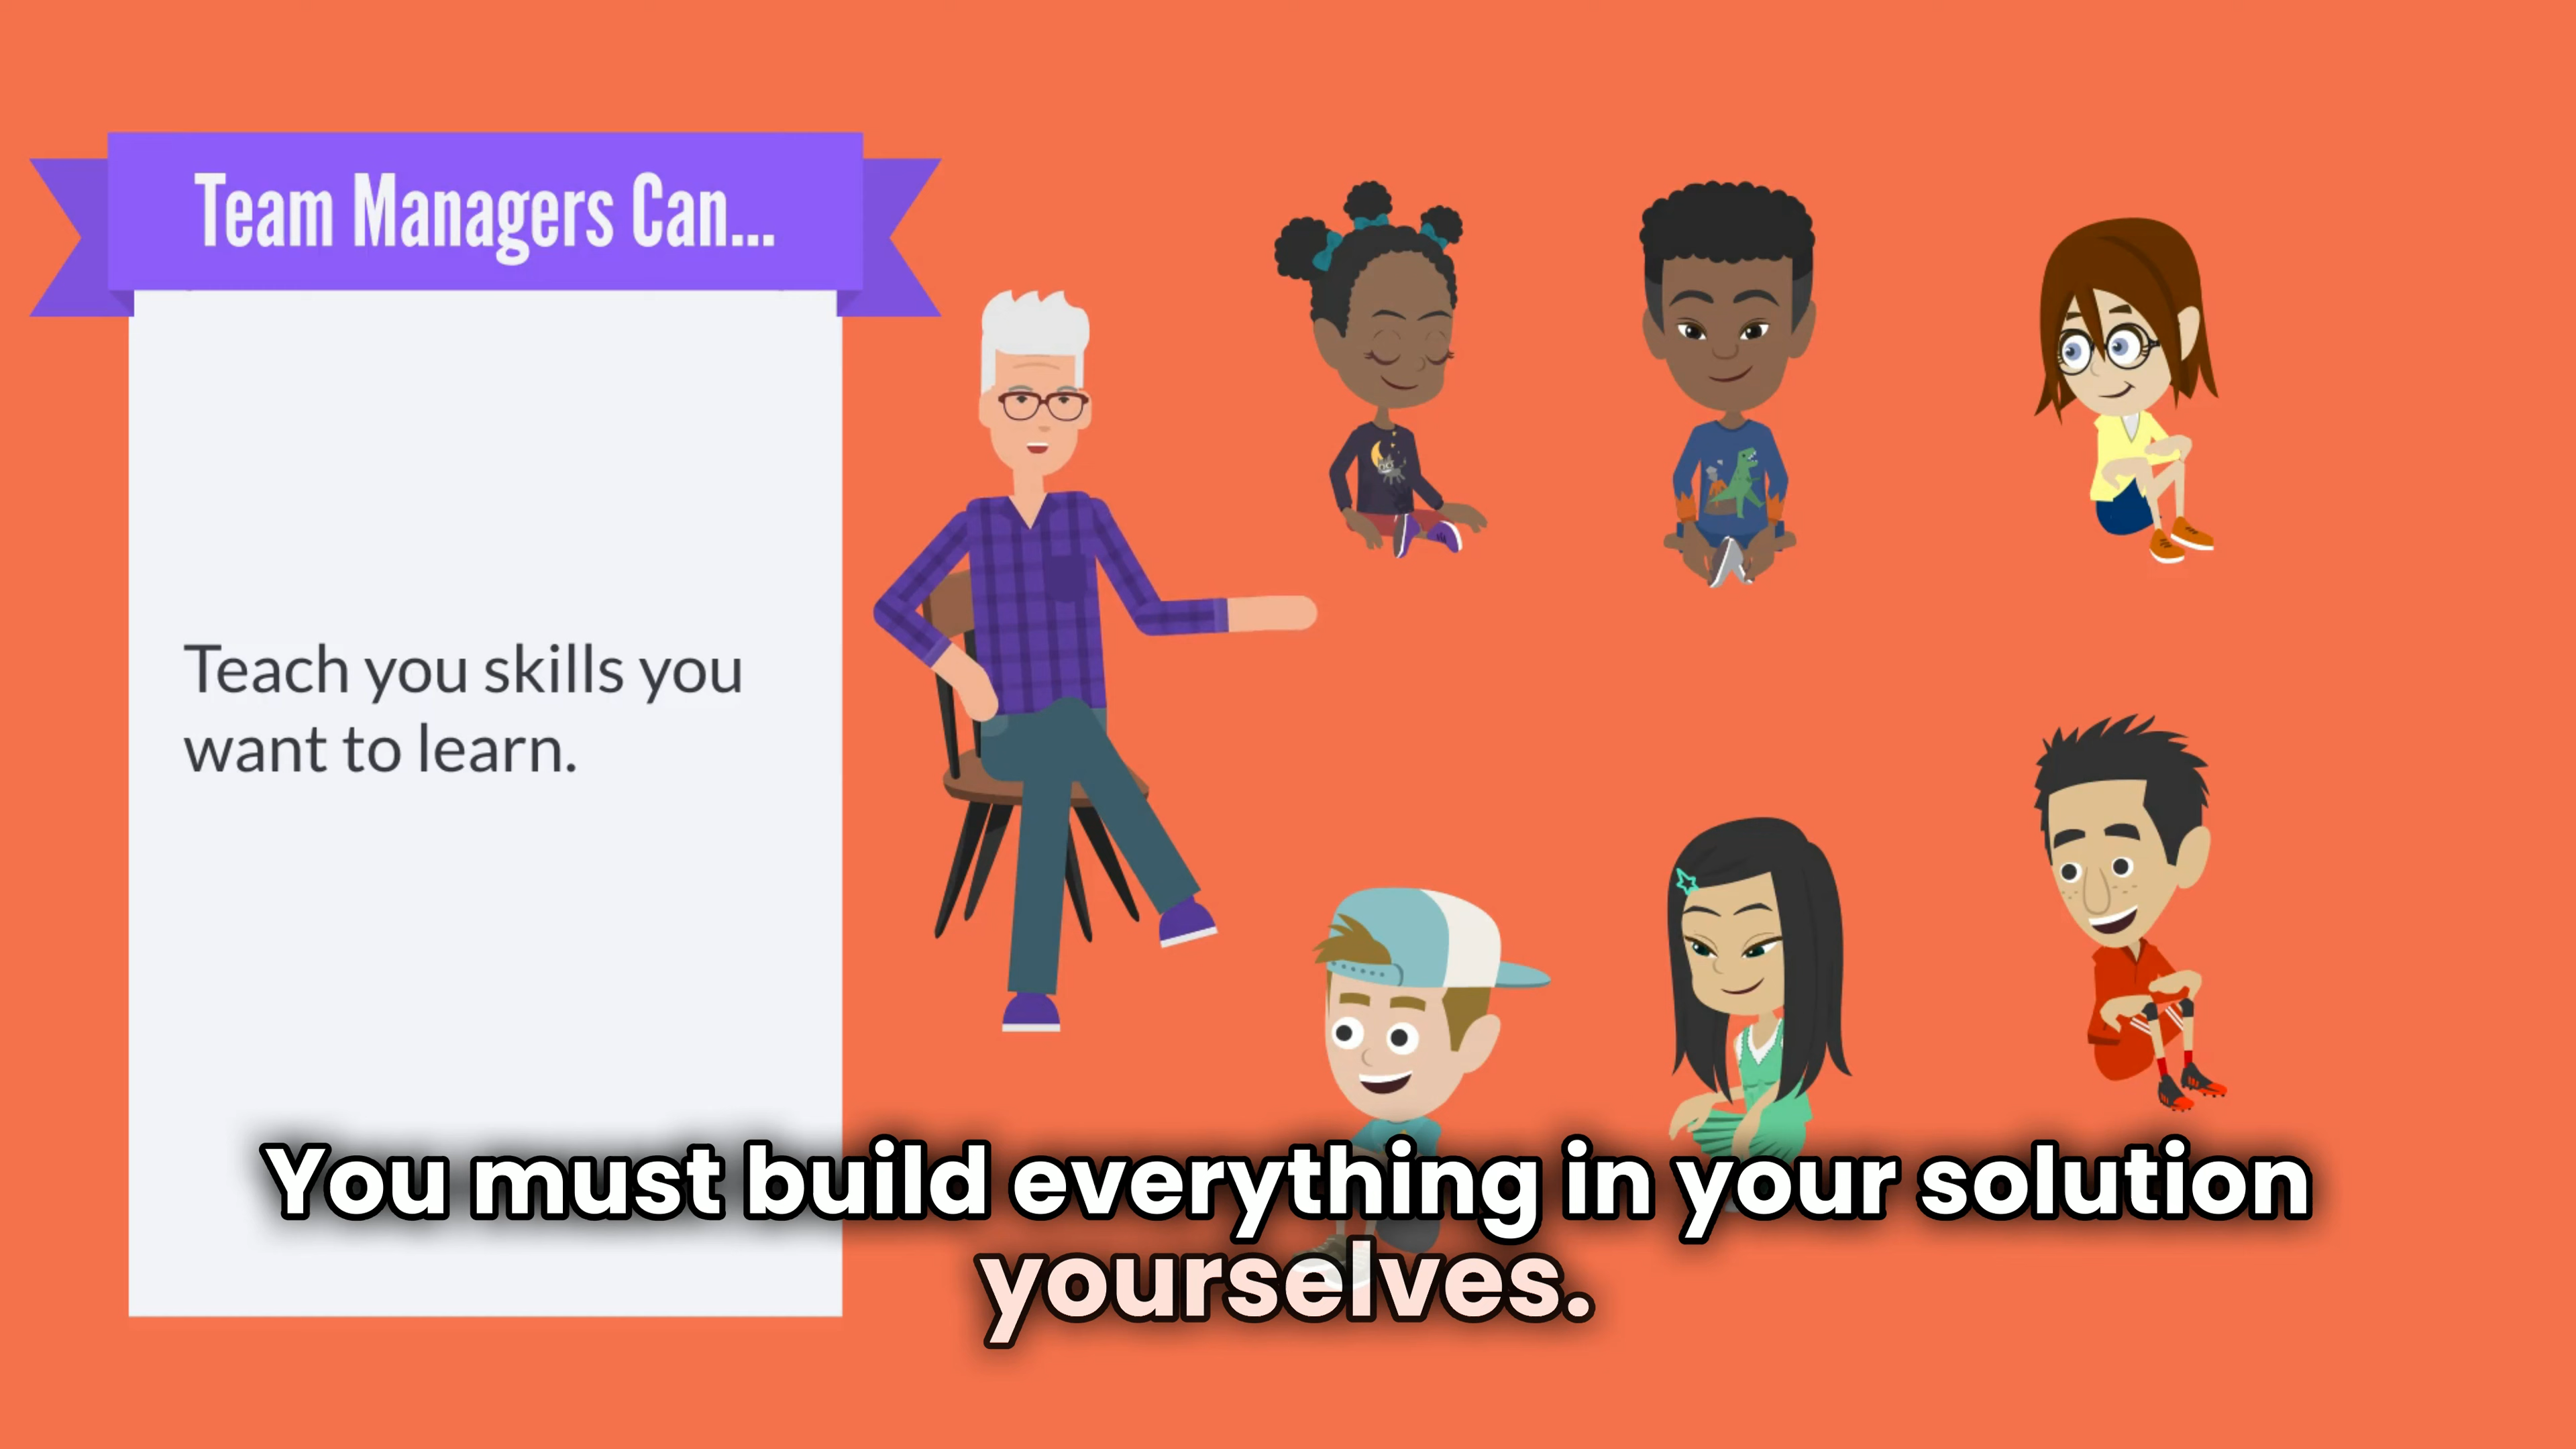 Team Managers Can...
Teach you skills you
want to learn.
You must build everything in your solution
yourselves.